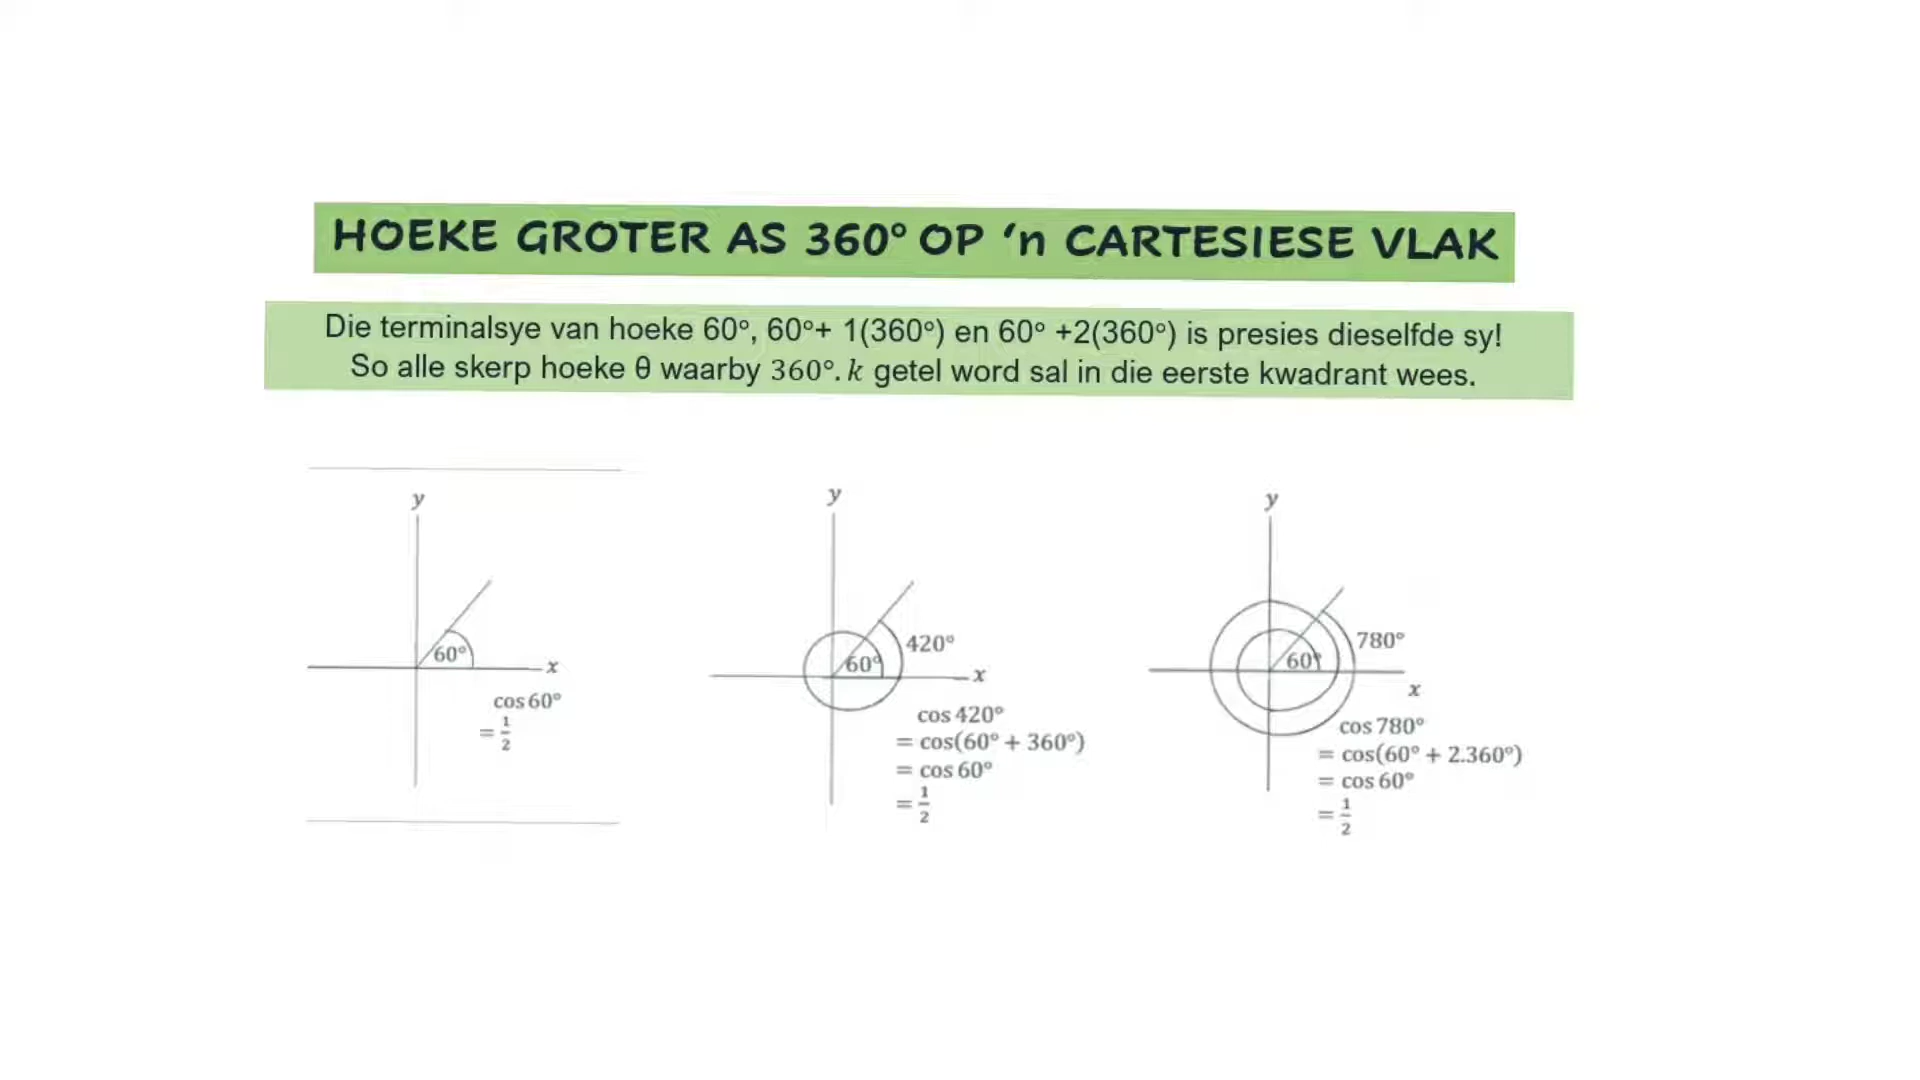 HOEKE GROTER AS 360° OP ‘n CARTESIESE VLAK
Die terminalsye van hoeke 60°, 60°+ 1(360°) en 60° +2(360°) is presies dieselfde sy!
So alle skerp hoeke θ waarby 360°. k getel word sal in die eerste kwadrant wees.
y
60°
x
cos 60°
= 1/2
y
420°
60°
x
cos 420°
= cos(60° + 360°)
= cos 60°
= 1/2
y
780°
60°
x
cos 780°
= cos(60° + 2.360°)
= cos 60°
= 1/2